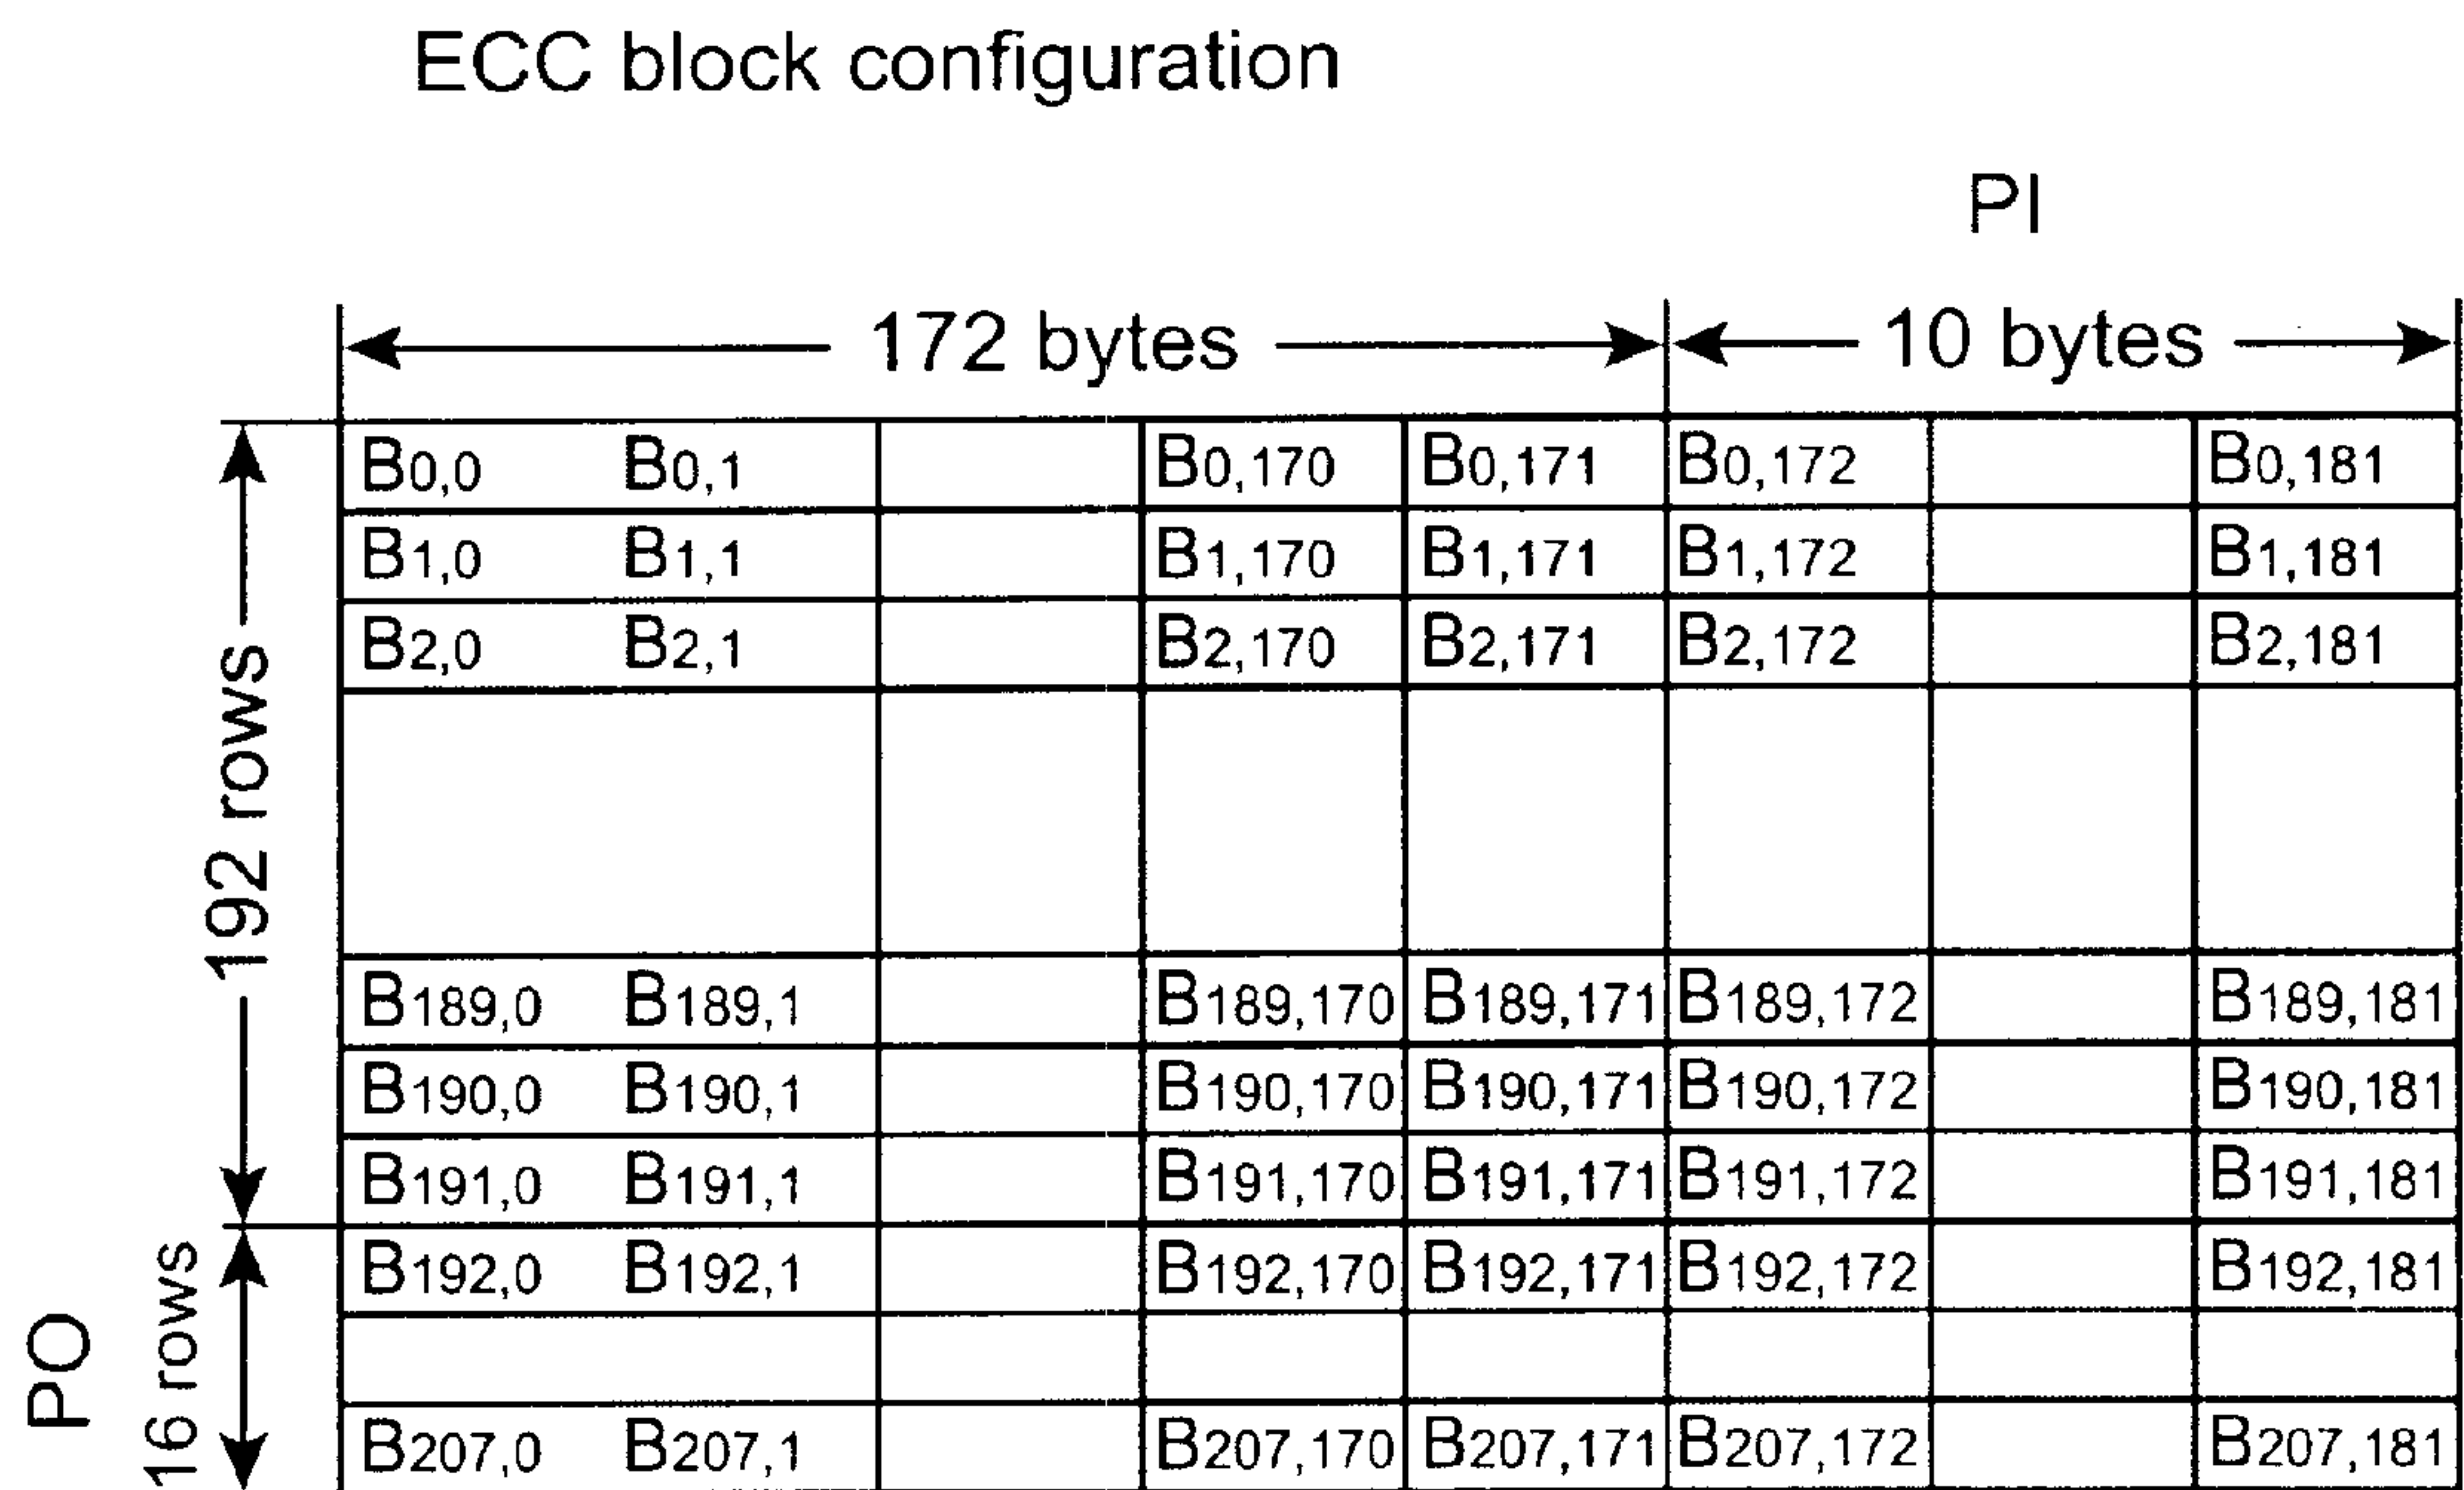 ECC block configuration
PI
172 bytes 10 bytes
B0,0 B0,1 B0,170 B0,171 B0,172 B0,181
B1,0 B1,1 B1,170 B1,171 B1,172 B1,181
B2,0 B2,1 B2,170 B2,171 B2,172 B2,181
192 rows
B189,0 B189,1 B189,170 B189,171 B189,172 B189,181
B190,0 B190,1 B190,170 B190,171 B190,172 B190,181
B191,0 B191,1 B191,170 B191,171 B191,172 B191,181
B192,0 B192,1 B192,170 B192,171 B192,172 B192,181
PO
16 rows
B207,0 B207,1 B207,170 B207,171 B207,172 B207,181